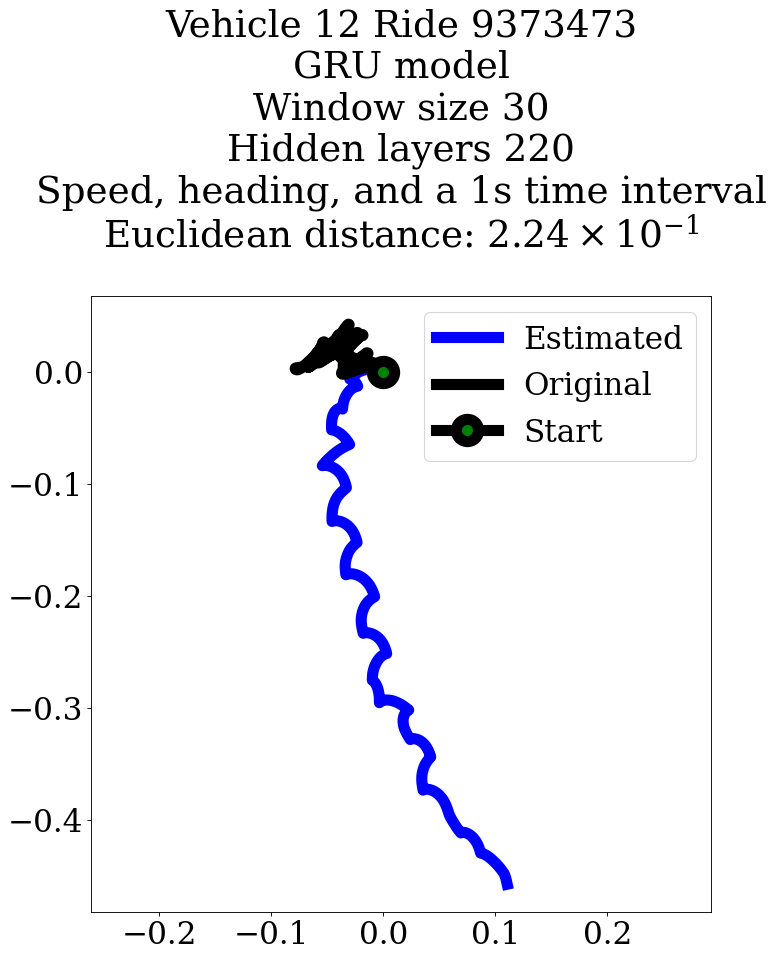 Vehicle 12 Ride 9373473
GRU model
Window size 30
Hidden layers 220
Speed, heading, and a 1s time interval
Euclidean distance: 2.24 × 10⁻¹
Estimated
Original
Start
0.0
−0.1
−0.2
−0.3
−0.4
−0.2 −0.1 0.0 0.1 0.2